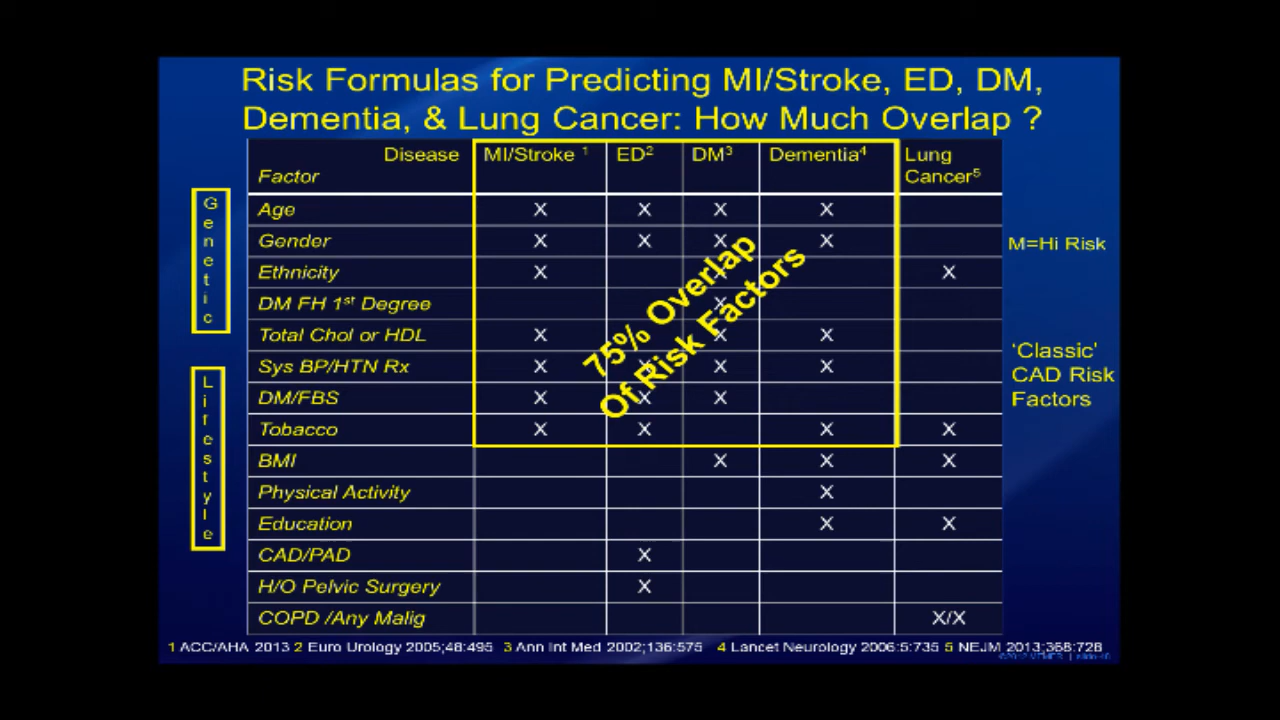 Risk Formulas for Predicting MI/Stroke, ED, DM,
Dementia, & Lung Cancer: How Much Overlap ?
Disease Factor MI/Stroke 1 ED2 DM3 Dementia4 Lung Cancer5
Genetic
Age X X X X
Gender X X X X
M=Hi Risk
Ethnicity X X X
DM FH 1st Degree X
Total Chol or HDL X X X
Sys BP/HTN Rx X X X X
DM/FBS X X X
Tobacco X X X X
75% Overlap
Of Risk Factors
'Classic'
CAD Risk
Factors
Lifestyle
BMI X X X
Physical Activity X
Education X X
CAD/PAD X
H/O Pelvic Surgery X
COPD /Any Malig X/X
1 ACC/AHA 2013 2 Euro Urology 2005;48:495 3 Ann Int Med 2002;136:575 4 Lancet Neurology 2006:5:735 5 NEJM 2013;368:728